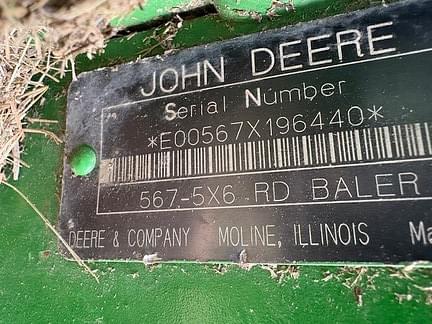 JOHN DEERE
Serial Number
*E00567X196440*
567-5X6 RD BALER
DEERE & COMPANY MOLINE, ILLINOIS